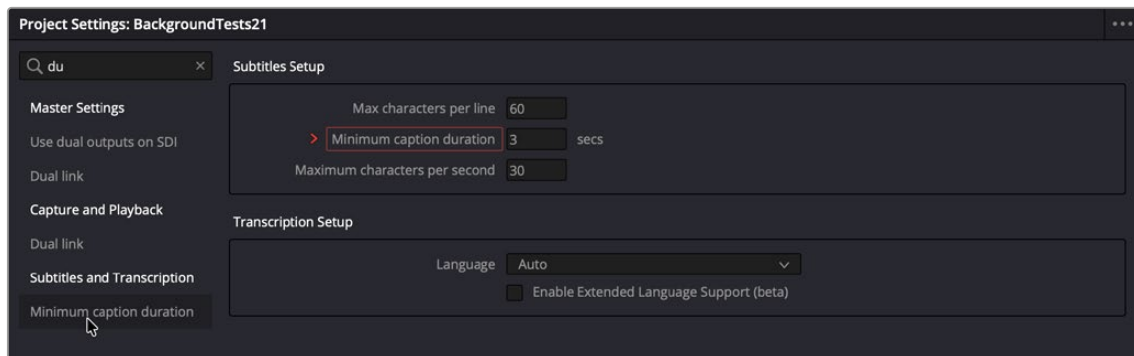 Project Settings: BackgroundTests21
du
Master Settings
Use dual outputs on SDI
Dual link
Capture and Playback
Dual link
Subtitles and Transcription
Minimum caption duration
Subtitles Setup
Max characters per line 60
Minimum caption duration 3 secs
Maximum characters per second 30
Transcription Setup
Language Auto
Enable Extended Language Support (beta)